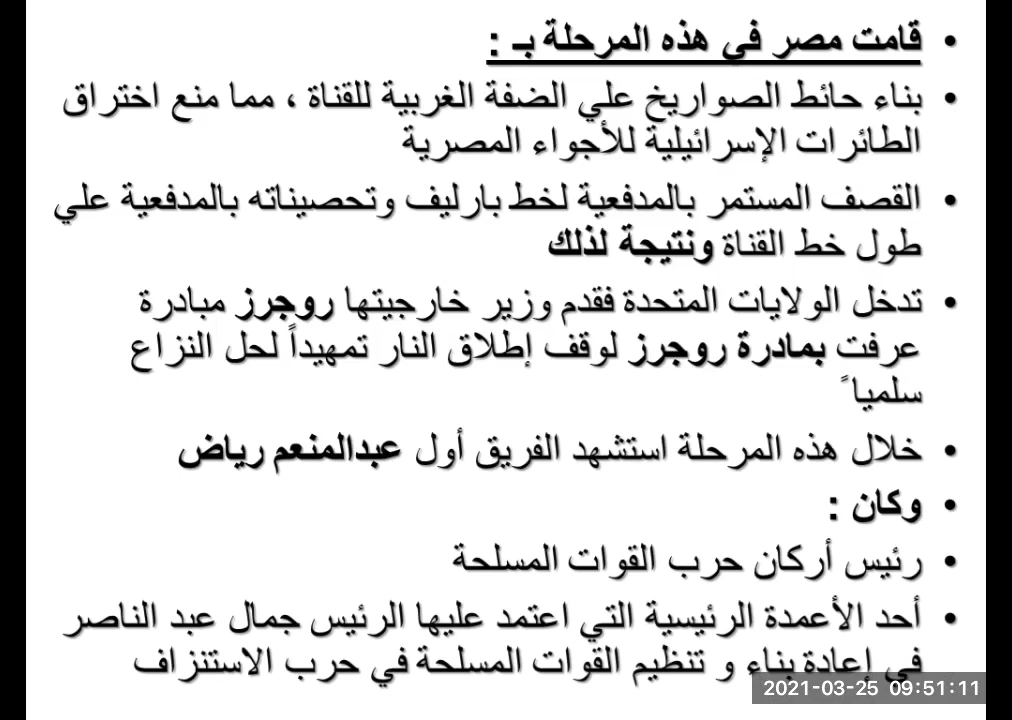 • قامت مصر في هذه المرحلة بـ :
• بناء حائط الصواريخ علي الضفة الغربية للقناة ، مما منع اختراق
الطائرات الإسرائيلية للأجواء المصرية
• القصف المستمر بالمدفعية لخط بارليف وتحصيناته بالمدفعية علي
طول خط القناة ونتيجة لذلك
• تدخل الولايات المتحدة فقدم وزير خارجيتها روجرز مبادرة
عرفت بمادرة روجرز لوقف إطلاق النار تمهيداً لحل النزاع
سلميا ً
• خلال هذه المرحلة استشهد الفريق أول عبدالمنعم رياض
• وكان :
• رئيس أركان حرب القوات المسلحة
• أحد الأعمدة الرئيسية التي اعتمد عليها الرئيس جمال عبد الناصر
في إعادة بناء و تنظيم القوات المسلحة في حرب الاستنزاف
2021-03-25 09:51:11